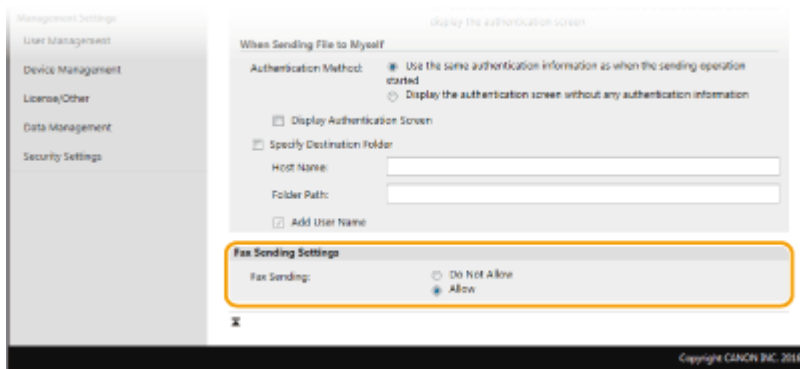 Management Settings
User Management
Device Management
License/Other
Data Management
Security Settings
display the authentication screen
When Sending File to Myself
Authentication Method:
Use the same authentication information as when the sending operation
started
Display the authentication screen without any authentication information
Display Authentication Screen
Specify Destination Folder
Host Name:
Folder Path:
Add User Name
Fax Sending Settings
Fax Sending:
Do Not Allow
Allow
Copyright CANON INC. 2016